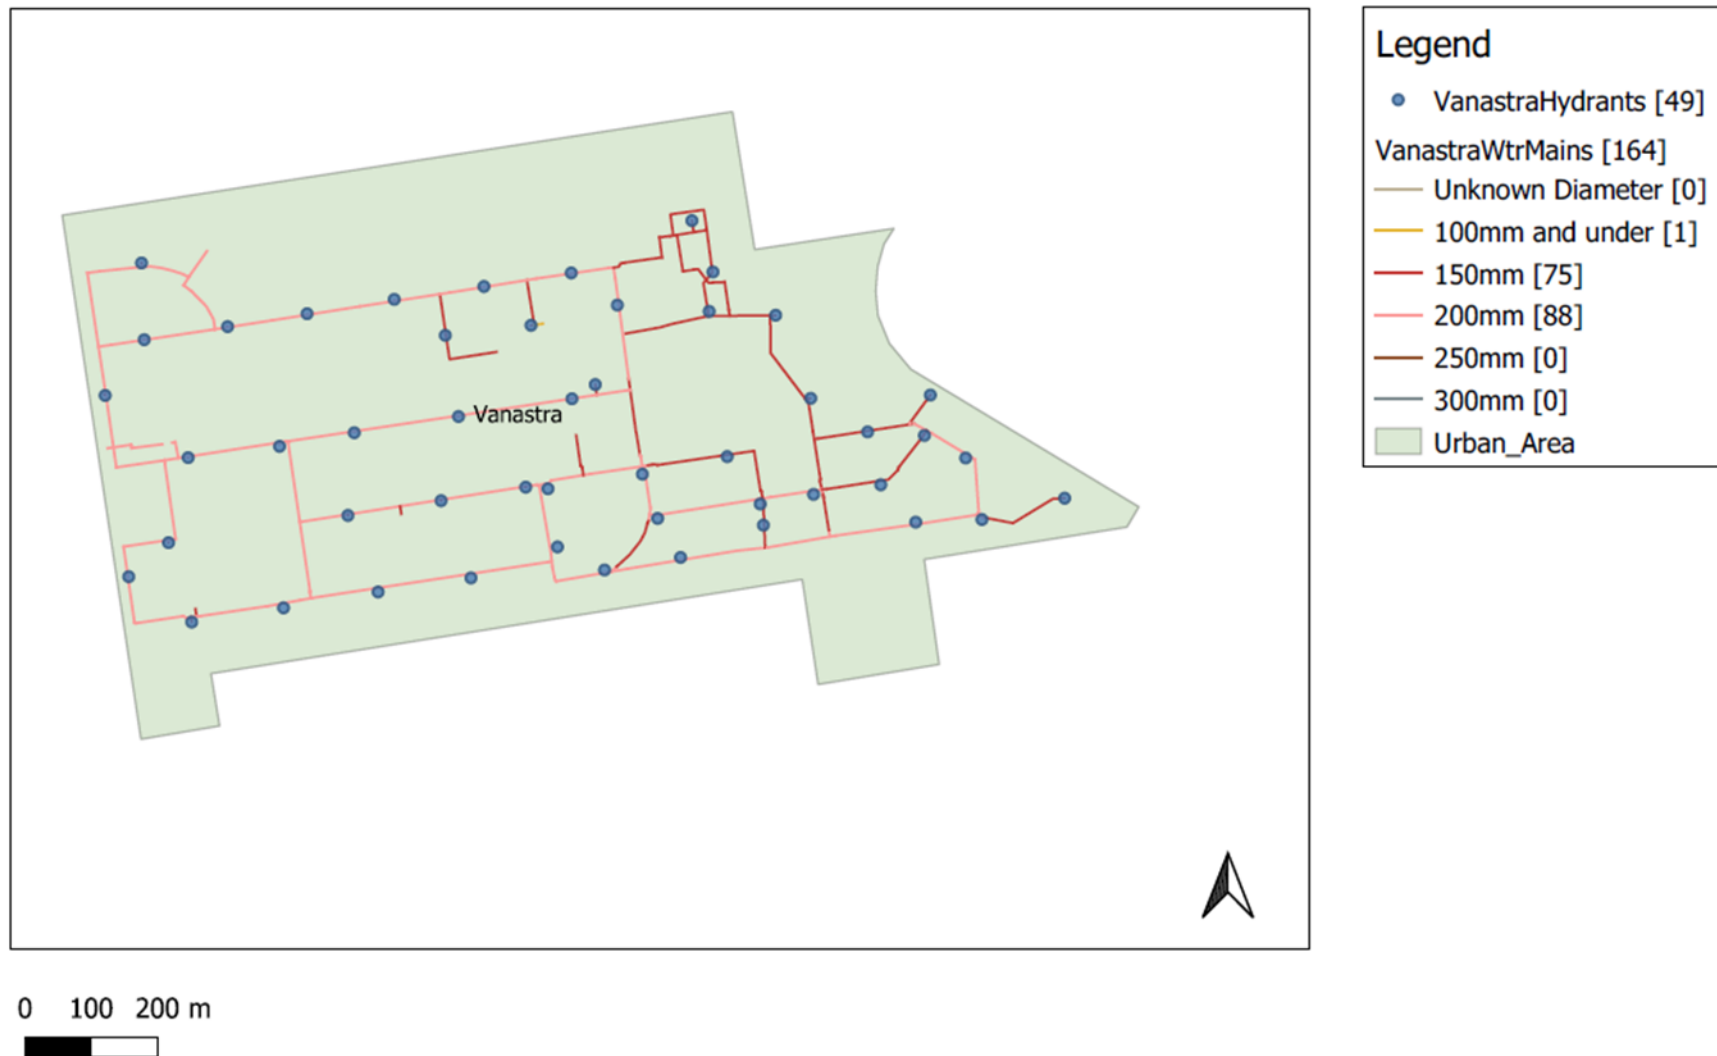 Legend
VanastraHydrants [49]
VanastraWtrMains [164]
Unknown Diameter [0]
100mm and under [1]
150mm [75]
200mm [88]
250mm [0]
300mm [0]
Urban_Area
Vanastra
0 100 200 m